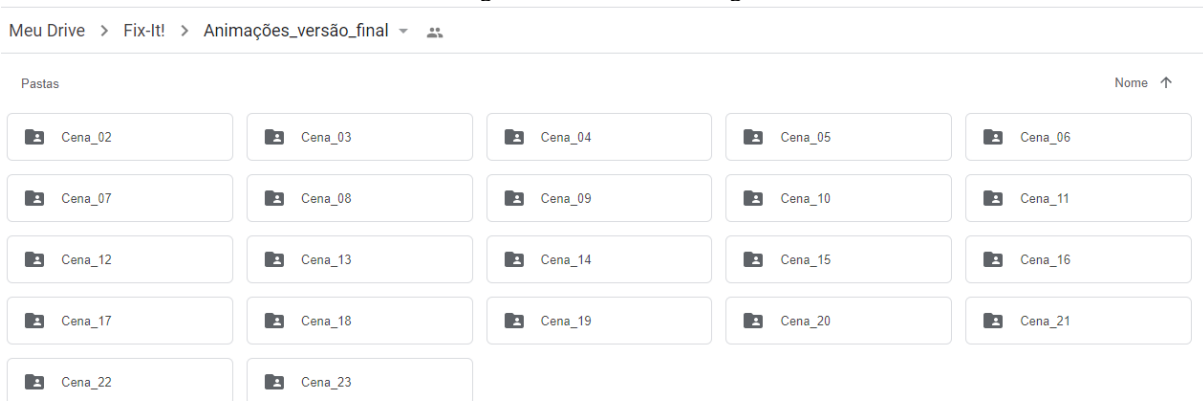 Meu Drive > Fix-It! > Animações_versão_final
Pastas Nome
Cena_02 Cena_03 Cena_04 Cena_05 Cena_06
Cena_07 Cena_08 Cena_09 Cena_10 Cena_11
Cena_12 Cena_13 Cena_14 Cena_15 Cena_16
Cena_17 Cena_18 Cena_19 Cena_20 Cena_21
Cena_22 Cena_23